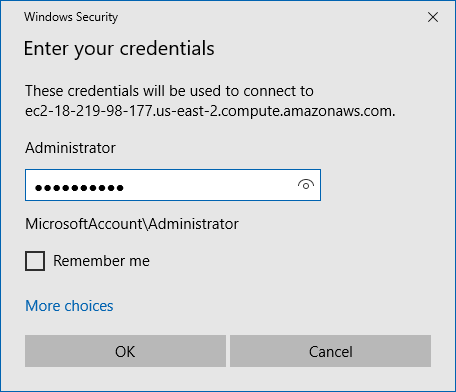 Windows Security
Enter your credentials
These credentials will be used to connect to
ec2-18-219-98-177.us-east-2.compute.amazonaws.com.
Administrator
●●●●●●●●●●
MicrosoftAccount\Administrator
Remember me
More choices
OK
Cancel